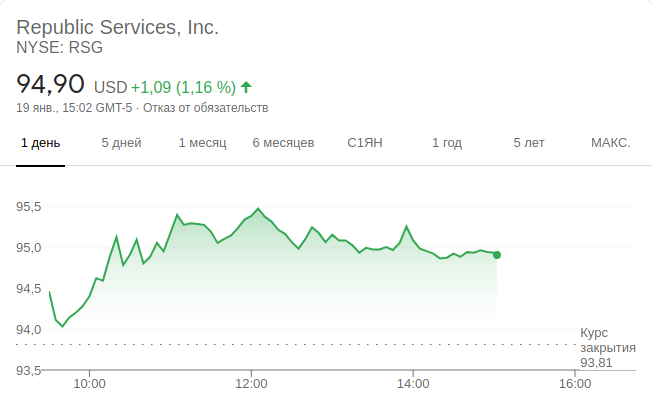 Republic Services, Inc.
NYSE: RSG
94,90 USD +1,09 (1,16 %)
19 янв., 15:02 GMT-5 · Отказ от обязательств
1 день 5 дней 1 месяц 6 месяцев С1ЯН 1 год 5 лет МАКС.
95,5
95,0
94,5
94,0
Курс
закрытия
93,81
93,5
10:00 12:00 14:00 16:00